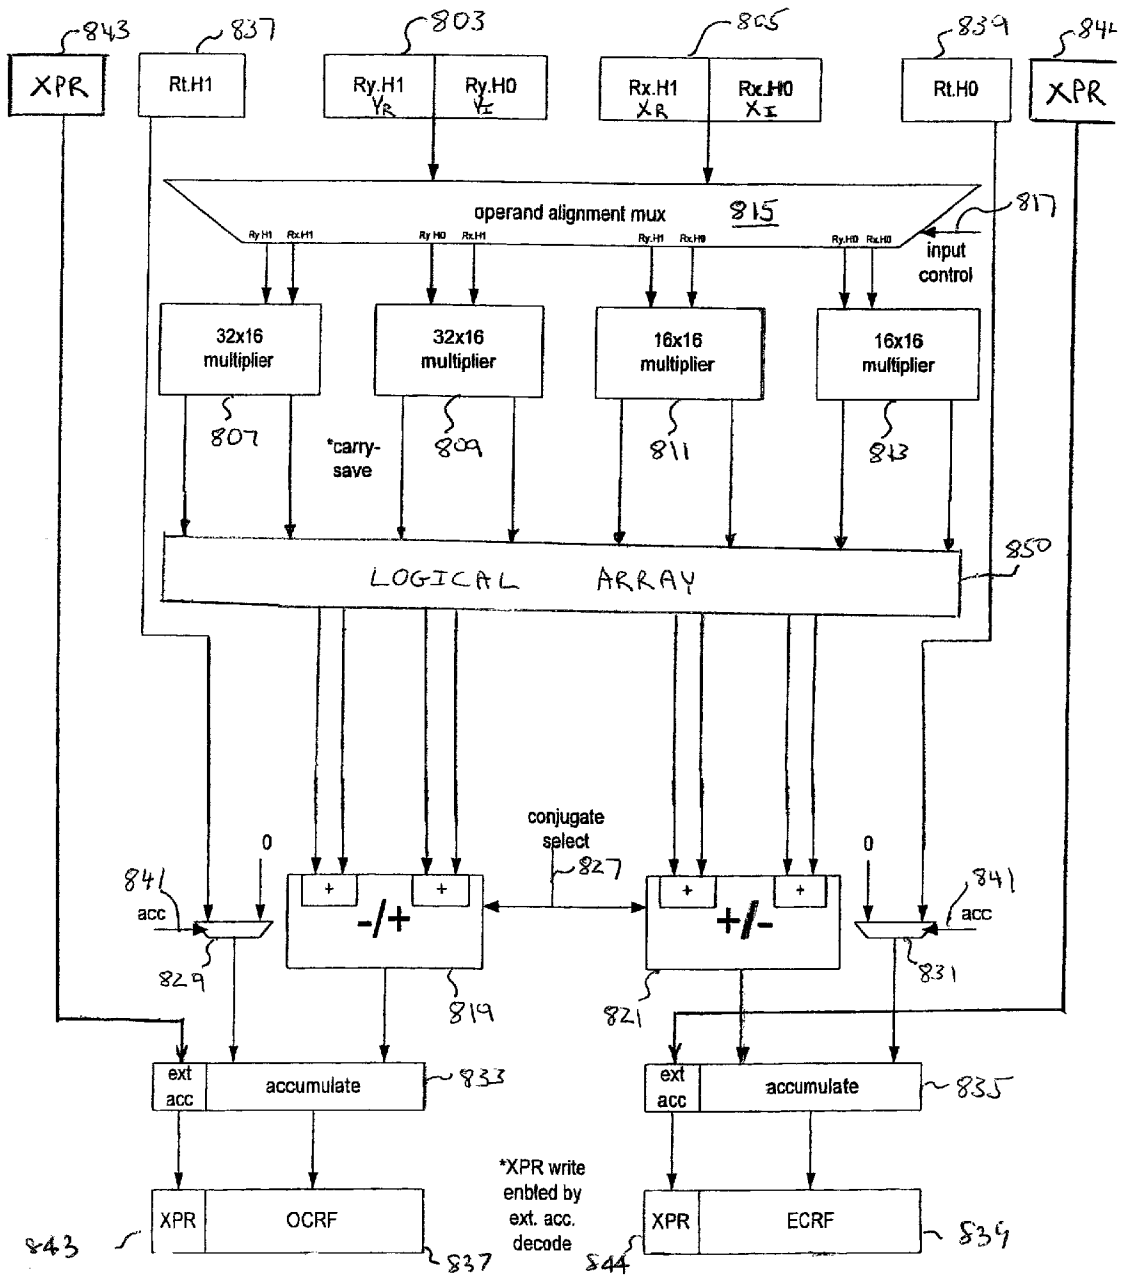 843
837
803
805
839
844
XPR
Rt.H1
Ry.H1
Ry.H0
Rx.H1
Rx.H0
Rt.H0
XPR
YR
YI
XR
XI
operand alignment mux
815
817
Ry.H1
Rx.H1
Ry.H0
Rx.H1
Ry.H1
Rx.H0
Ry.H0
Rx.H0
input
control
32x16
multiplier
32x16
multiplier
16x16
multiplier
16x16
multiplier
807
809
811
813
*carry-
save
850
LOGICAL ARRAY
conjugate
select
827
0
0
841
acc
841
acc
+
+
-/+
+
+
+/-
829
819
821
831
ext
acc
accumulate
833
ext
acc
accumulate
835
*XPR write
enbled by
ext. acc.
decode
XPR
OCRF
XPR
ECRF
843
837
844
839